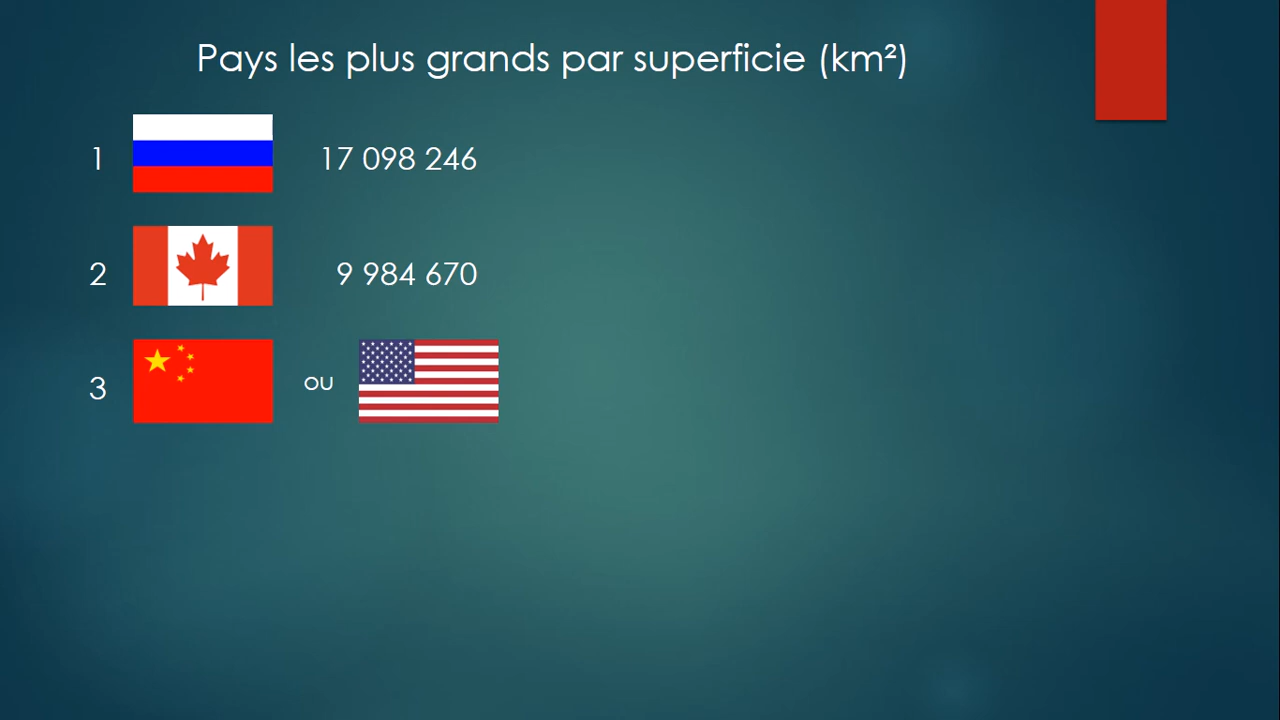 Pays les plus grands par superficie (km²)
1 17 098 246
2 9 984 670
3 ou